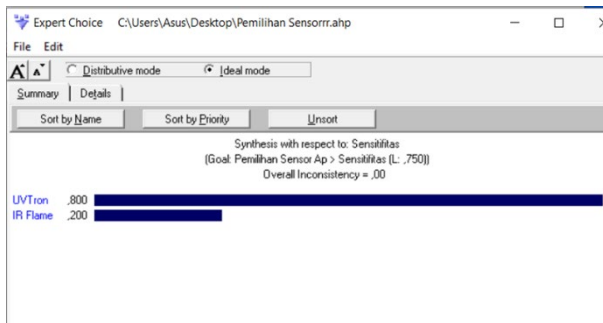 Expert Choice C:\Users\Asus\Desktop\Pemilihan Sensorrr.ahp
File Edit
A A Distributive mode Ideal mode
Summary Details
Sort by Name Sort by Priority Unsort
Synthesis with respect to: Sensitifitas
(Goal: Pemilihan Sensor Ap > Sensitifitas (L: ,750))
Overall Inconsistency = ,00
UVTron ,800
IR Flame ,200